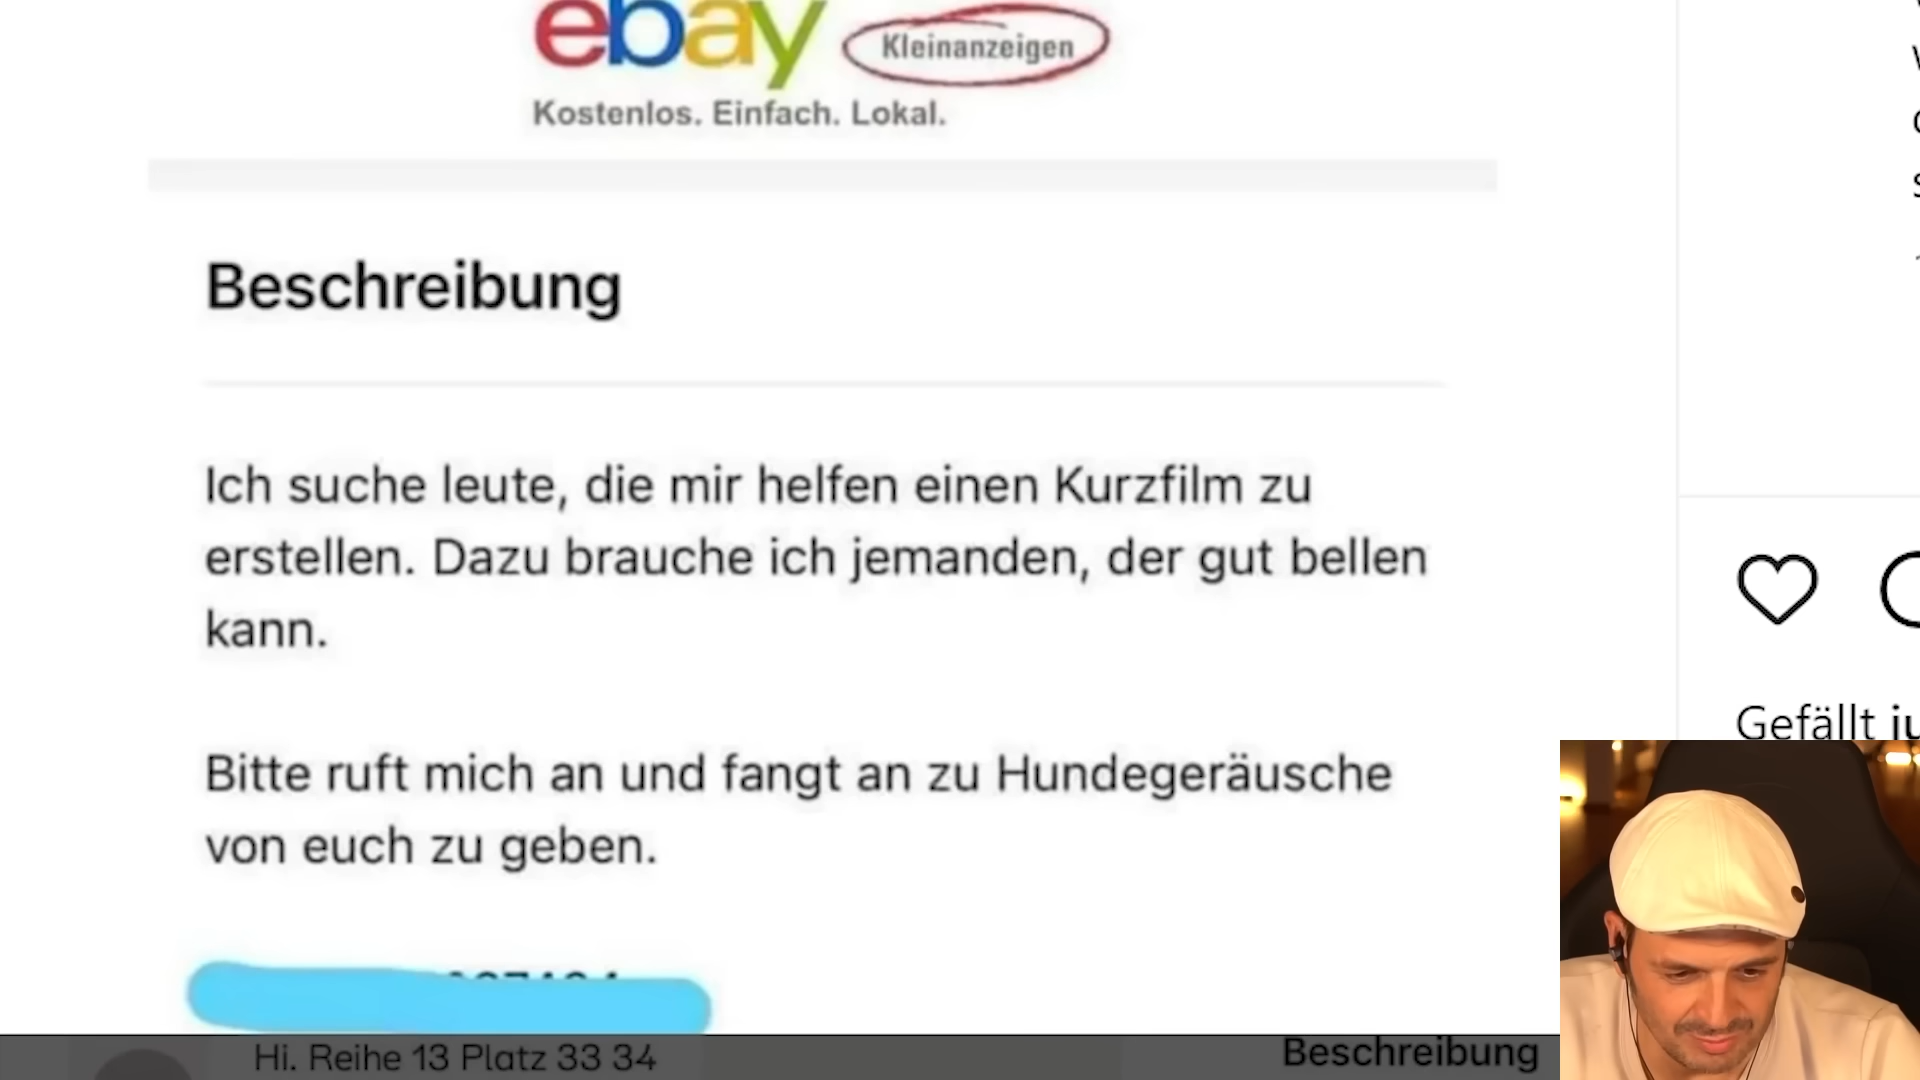 ebay Kleinanzeigen
Kostenlos. Einfach. Lokal.
Beschreibung
Ich suche leute, die mir helfen einen Kurzfilm zu
erstellen. Dazu brauche ich jemanden, der gut bellen
kann.
Bitte ruft mich an und fangt an zu Hundegeräusche
von euch zu geben.
Gefällt
Hi. Reihe 13 Platz 33 34
Beschreibung